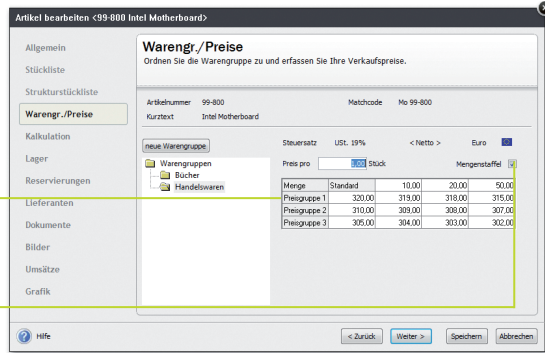 Artikel bearbeiten <99-800 Intel Motherboard>
Allgemein
Stückliste
Strukturstückliste
Warengr./Preise
Kalkulation
Lager
Reservierungen
Lieferanten
Dokumente
Bilder
Umsätze
Grafik
Warengr./Preise
Ordnen Sie die Warengruppe zu und erfassen Sie Ihre Verkaufspreise.
Artikelnummer 99-800 Matchcode Mo 99-800
Kurztext Intel Motherboard
neue Warengruppe
Warengruppen
Bücher
Handelswaren
Steuersatz USt. 19% < Netto > Euro
Preis pro 1,00 Stück Mengenstaffel
Menge Standard 10,00 20,00 50,00
Preisgruppe 1 320,00 319,00 318,00 315,00
Preisgruppe 2 310,00 309,00 308,00 307,00
Preisgruppe 3 305,00 304,00 303,00 302,00
Hilfe < Zurück Weiter > Speichern Abbrechen